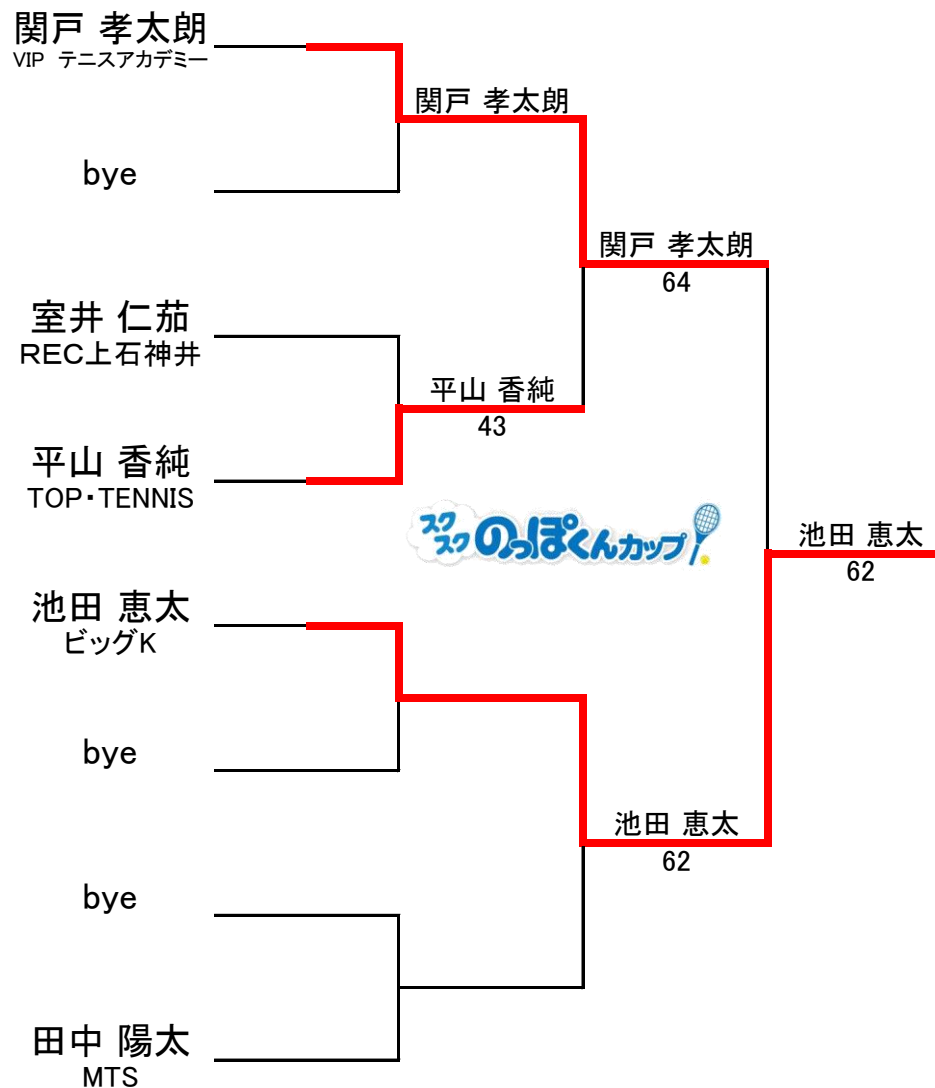 関戸 孝太朗
VIP テニスアカデミー
関戸 孝太朗
bye
関戸 孝太朗
64
室井 仁茄
REC上石神井
平山 香純
43
平山 香純
TOP・TENNIS
スクスクのっぽくんカップ
池田 恵太
62
池田 恵太
ビッグK
bye
池田 恵太
62
bye
田中 陽太
MTS